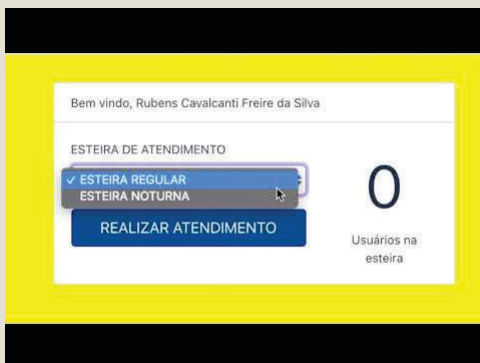 Bem vindo, Rubens Cavalcanti Freire da Silva
ESTEIRA DE ATENDIMENTO
✓ ESTEIRA REGULAR
ESTEIRA NOTURNA
REALIZAR ATENDIMENTO
0
Usuários na
esteira